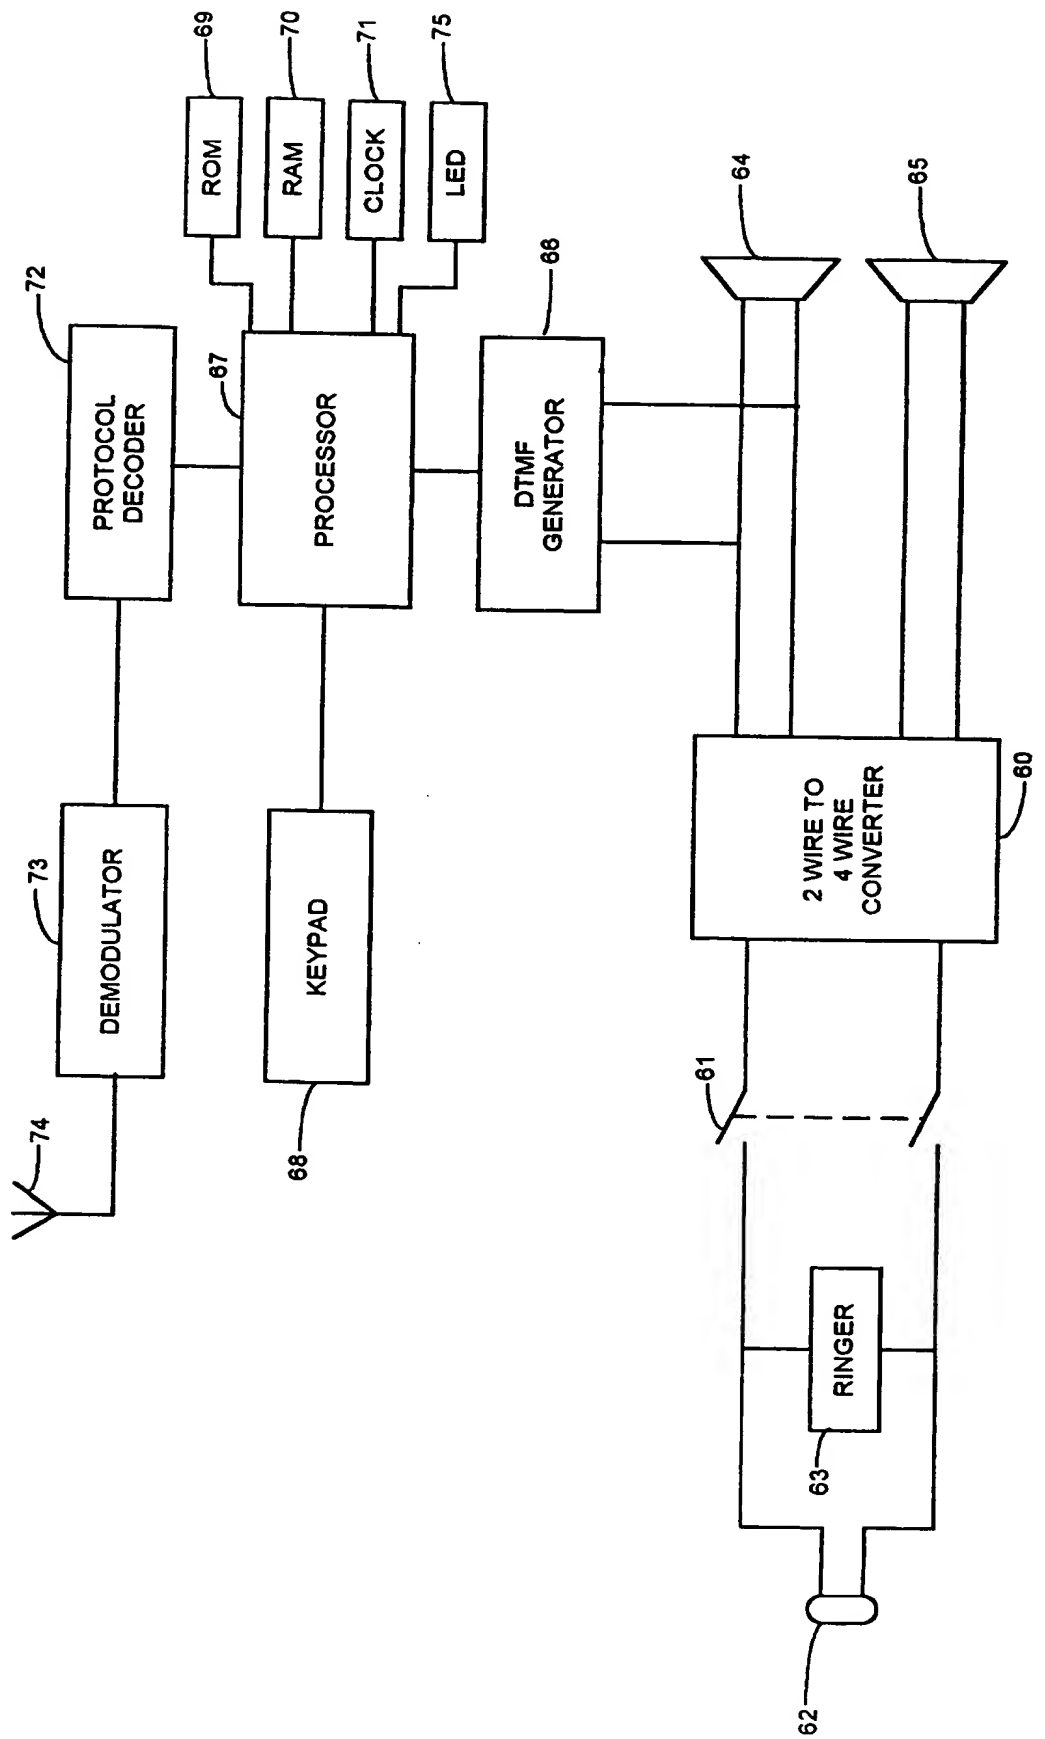 74
73
72
DEMODULATOR
PROTOCOL
DECODER
69
ROM
67
70
RAM
68
KEYPAD
PROCESSOR
71
CLOCK
75
LED
66
DTMF
GENERATOR
61
64
62
63
RINGER
2 WIRE TO
4 WIRE
CONVERTER
65
60